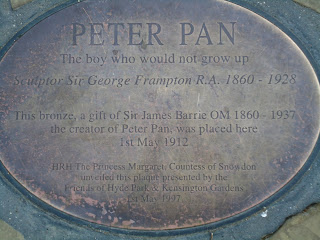 PETER PAN
The boy who would not grow up
Sculptor Sir George Frampton R.A. 1860 - 1928
This bronze, a gift of Sir James Barrie OM 1860 - 1937
the creator of Peter Pan, was placed here
1st May 1912
HRH The Princess Margaret, Countess of Snowdon
unveiled this plaque presented by the
Friends of Hyde Park & Kensington Gardens
1st May 1997